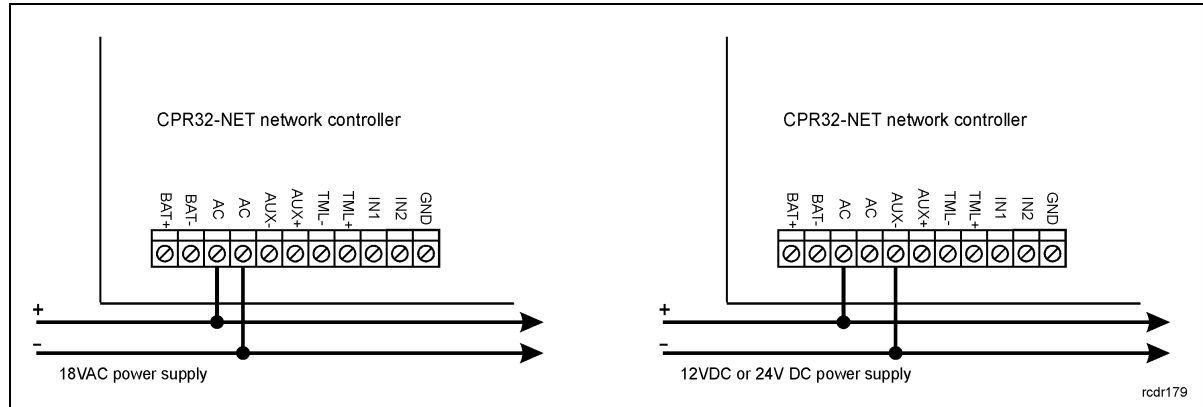 CPR32-NET network controller
BAT+ BAT- AC AC AUX- AUX+ TML- TML+ IN1 IN2 GND
+
–
18VAC power supply
CPR32-NET network controller
BAT+ BAT- AC AC AUX- AUX+ TML- TML+ IN1 IN2 GND
+
–
12VDC or 24V DC power supply
rcdr179